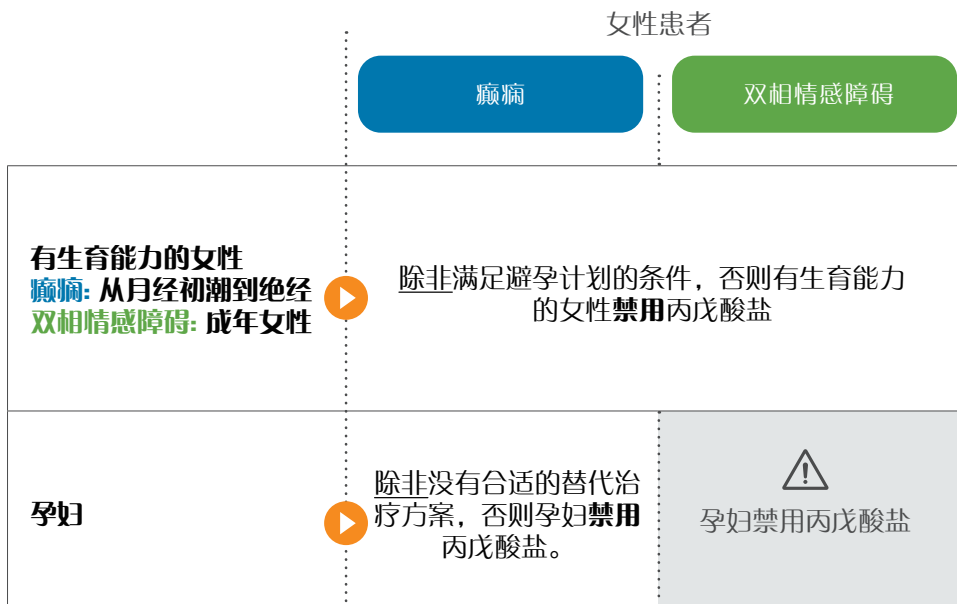 女性患者
癫痫
双相情感障碍
有生育能力的女性
癫痫: 从月经初潮到绝经
双相情感障碍: 成年女性
除非满足避孕计划的条件，否则有生育能力
的女性禁用丙戊酸盐
孕妇
除非没有合适的替代治
疗方案，否则孕妇禁用
丙戊酸盐。
孕妇禁用丙戊酸盐